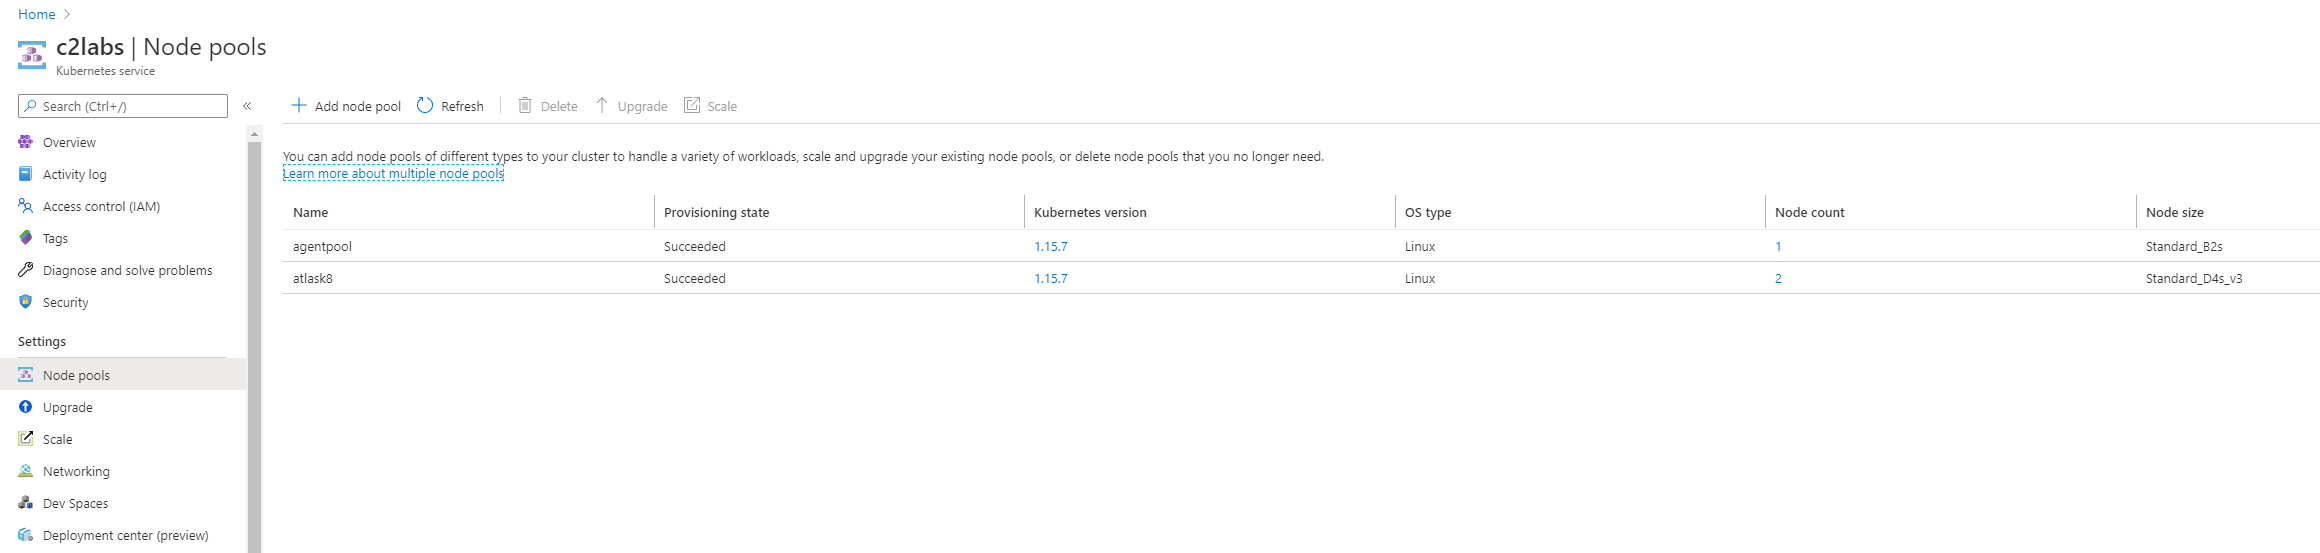 Home
c2labs | Node pools
Kubernetes service
Search (Ctrl+/)
Overview
Activity log
Access control (IAM)
Tags
Diagnose and solve problems
Security
Settings
Node pools
Upgrade
Scale
Networking
Dev Spaces
Deployment center (preview)
Add node pool Refresh Delete Upgrade Scale
You can add node pools of different types to your cluster to handle a variety of workloads, scale and upgrade your existing node pools, or delete node pools that you no longer need.
Learn more about multiple node pools
Name Provisioning state Kubernetes version OS type Node count Node size
agentpool Succeeded 1.15.7 Linux 1 Standard_B2s
atlask8 Succeeded 1.15.7 Linux 2 Standard_D4s_v3